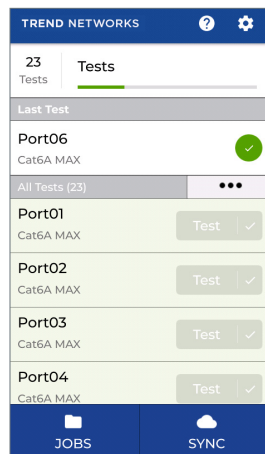 TREND NETWORKS
23
Tests
Tests
Last Test
Port06
Cat6A MAX
All Tests (23)
Port01
Cat6A MAX
Test
Port02
Cat6A MAX
Test
Port03
Cat6A MAX
Test
Port04
Cat6A MAX
Test
JOBS
SYNC